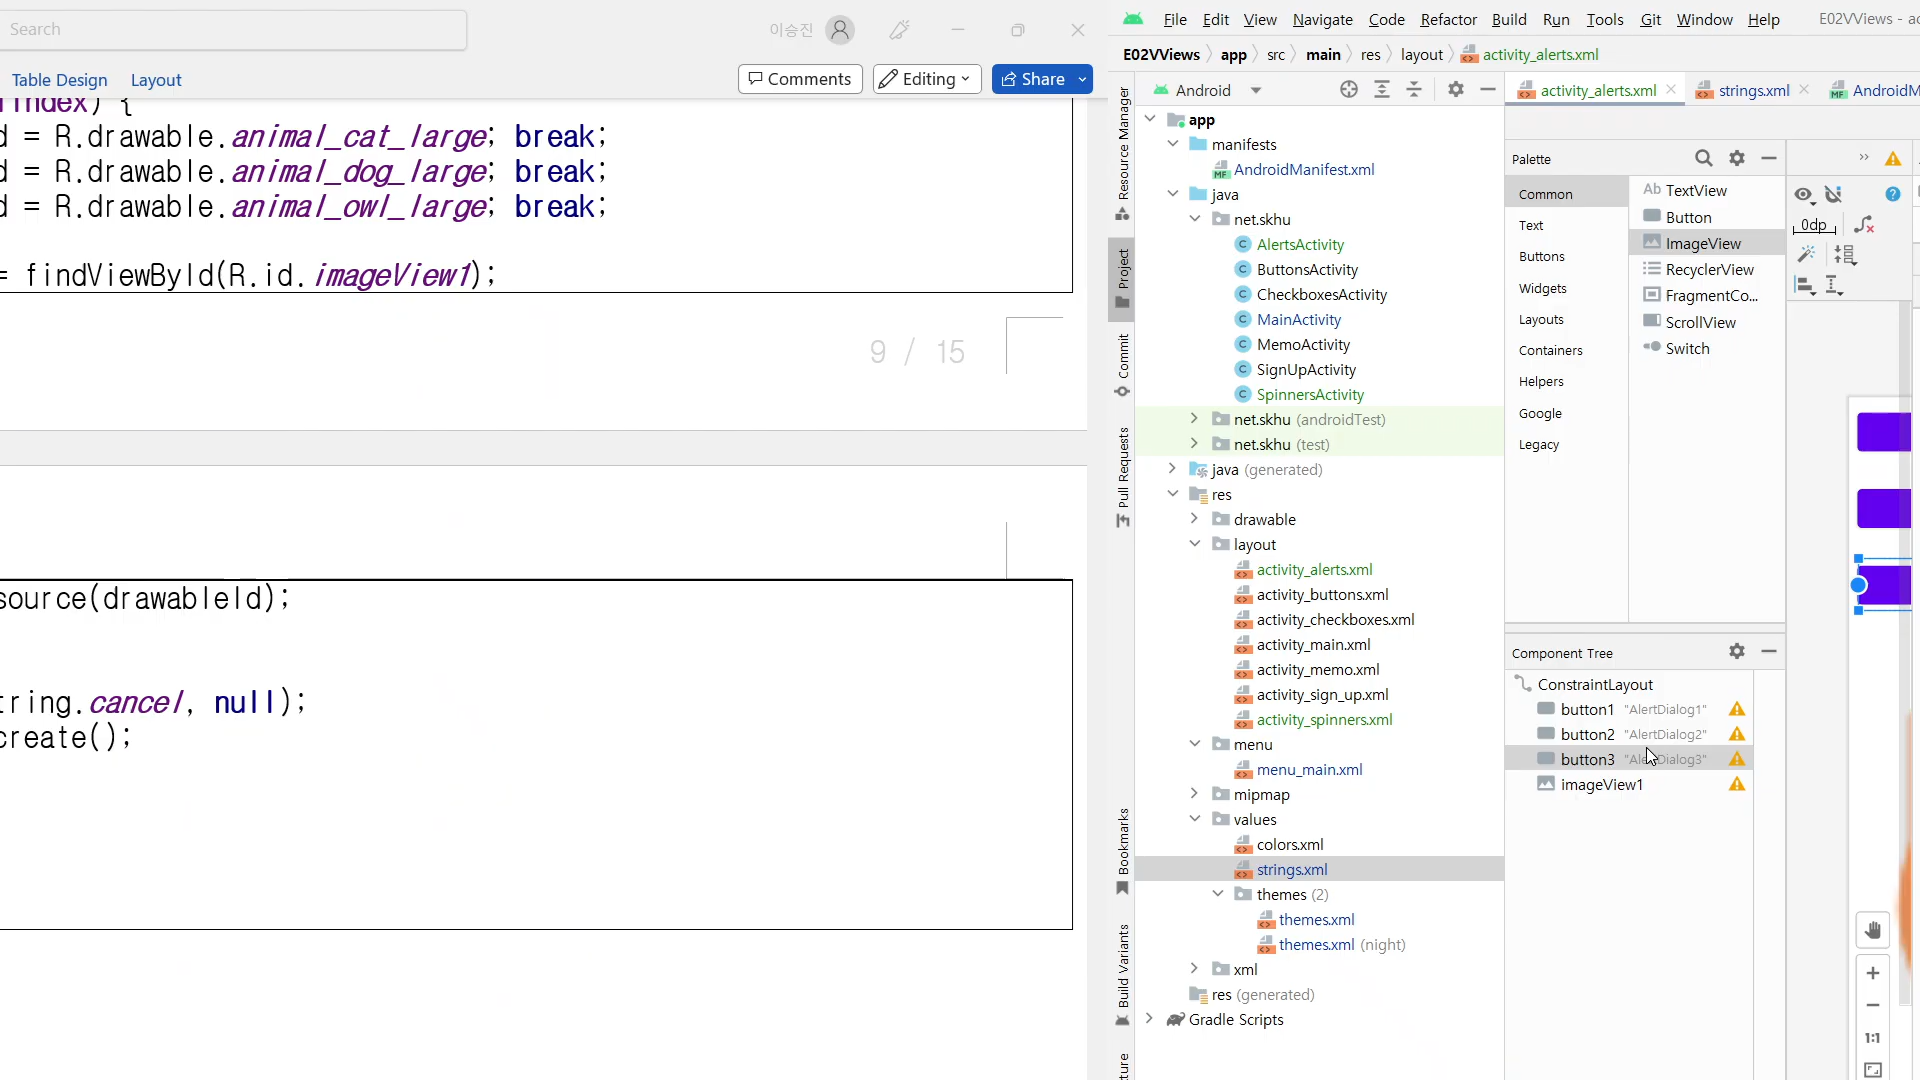 Search
이승진
Table Design
Layout
Comments
Editing
Share
d = R.drawable.animal_cat_large; break;
d = R.drawable.animal_dog_large; break;
d = R.drawable.animal_owl_large; break;
= findViewById(R.id.imageView1);
9 / 15
source(drawableId);
tring.cancel, null);
create();
File Edit View Navigate Code Refactor Build Run Tools Git Window Help
E02VViews - ac
E02VViews app src main res layout activity_alerts.xml
Resource Manager
Project
Commit
Pull Requests
Bookmarks
Build Variants
Android
app
manifests
AndroidManifest.xml
java
net.skhu
AlertsActivity
ButtonsActivity
CheckboxesActivity
MainActivity
MemoActivity
SignUpActivity
SpinnersActivity
net.skhu (androidTest)
net.skhu (test)
java (generated)
res
drawable
layout
activity_alerts.xml
activity_buttons.xml
activity_checkboxes.xml
activity_main.xml
activity_memo.xml
activity_sign_up.xml
activity_spinners.xml
menu
menu_main.xml
mipmap
values
colors.xml
strings.xml
themes (2)
themes.xml
themes.xml (night)
xml
res (generated)
Gradle Scripts
activity_alerts.xml
strings.xml
AndroidM
Palette
Common
Text
Buttons
Widgets
Layouts
Containers
Helpers
Google
Legacy
Ab TextView
Button
ImageView
RecyclerView
FragmentCo...
ScrollView
Switch
0dp
Component Tree
ConstraintLayout
button1 "AlertDialog1"
button2 "AlertDialog2"
button3 "AlertDialog3"
imageView1
1:1